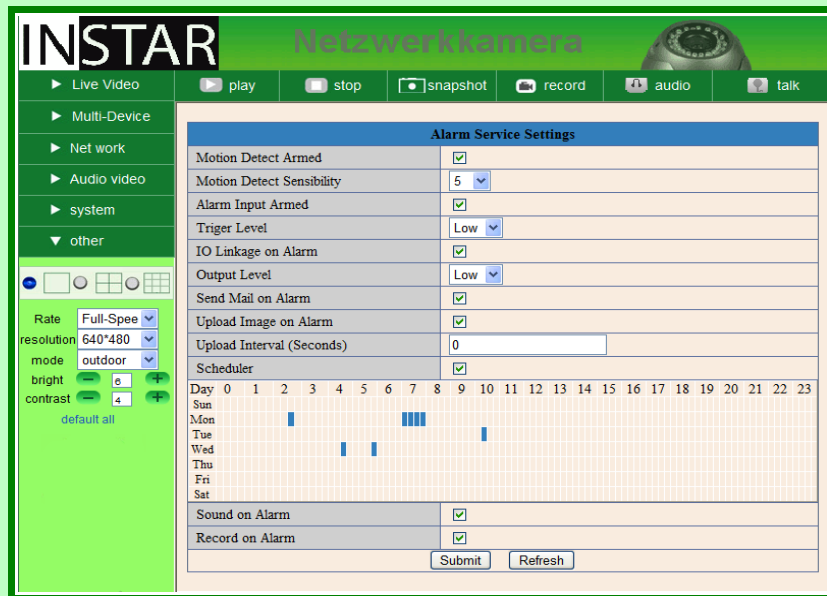 INSTAR
Netzwerkkamera
Live Video
play
stop
snapshot
record
audio
talk
Multi-Device
Net work
Audio video
system
other
Rate Full-Spee
resolution 640*480
mode outdoor
bright 6
contrast 4
default all
Alarm Service Settings
Motion Detect Armed
Motion Detect Sensibility 5
Alarm Input Armed
Triger Level Low
IO Linkage on Alarm
Output Level Low
Send Mail on Alarm
Upload Image on Alarm
Upload Interval (Seconds) 0
Scheduler
Day 0 1 2 3 4 5 6 7 8 9 10 11 12 13 14 15 16 17 18 19 20 21 22 23
Sun
Mon
Tue
Wed
Thu
Fri
Sat
Sound on Alarm
Record on Alarm
Submit Refresh